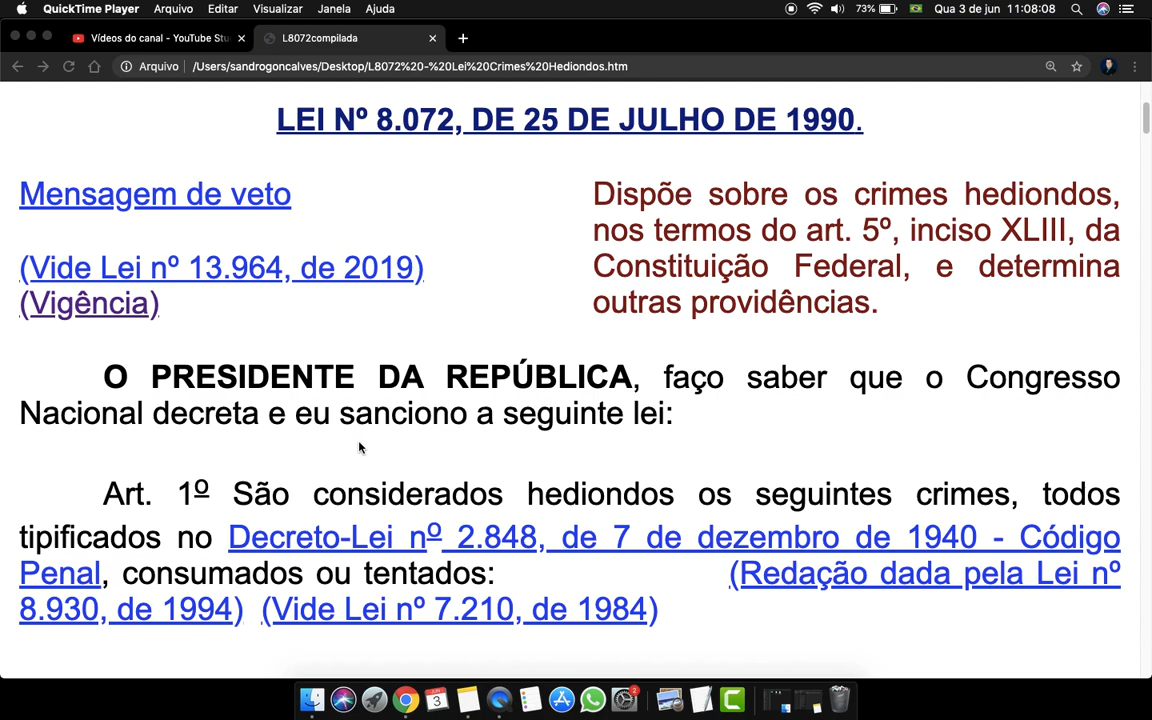 QuickTime Player Arquivo Editar Visualizar Janela Ajuda 73% Qua 3 de jun 11:08:08
Vídeos do canal - YouTube Stu L8072compilada
Arquivo /Users/sandrogoncalves/Desktop/L8072%20-%20Lei%20Crimes%20Hediondos.htm
LEI Nº 8.072, DE 25 DE JULHO DE 1990.
Mensagem de veto
(Vide Lei nº 13.964, de 2019)
(Vigência)
Dispõe sobre os crimes hediondos,
nos termos do art. 5º, inciso XLIII, da
Constituição Federal, e determina
outras providências.
O PRESIDENTE DA REPÚBLICA, faço saber que o Congresso
Nacional decreta e eu sanciono a seguinte lei:
Art. 1º São considerados hediondos os seguintes crimes, todos
tipificados no Decreto-Lei nº 2.848, de 7 de dezembro de 1940 - Código
Penal, consumados ou tentados: (Redação dada pela Lei nº
8.930, de 1994) (Vide Lei nº 7.210, de 1984)
3
2